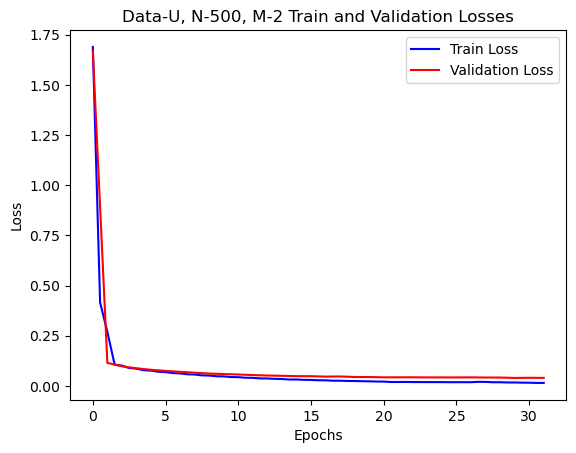 Data-U, N-500, M-2 Train and Validation Losses
Train Loss
Validation Loss
Loss
1.75
1.50
1.25
1.00
0.75
0.50
0.25
0.00
0 5 10 15 20 25 30
Epochs